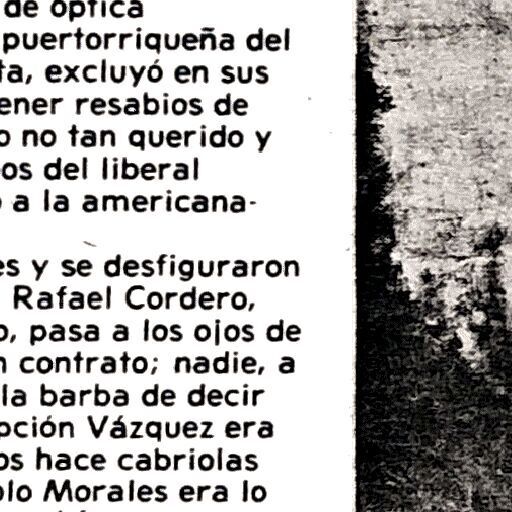 de óptica
puertorriqueña del
ta, excluyó en sus
ener resabios de
o no tan querido y
os del liberal
o a la americana-
es y se desfiguraron
Rafael Cordero,
o, pasa a los ojos de
n contrato; nadie, a
la barba de decir
pción Vázquez era
os hace cabriolas
blo Morales era lo